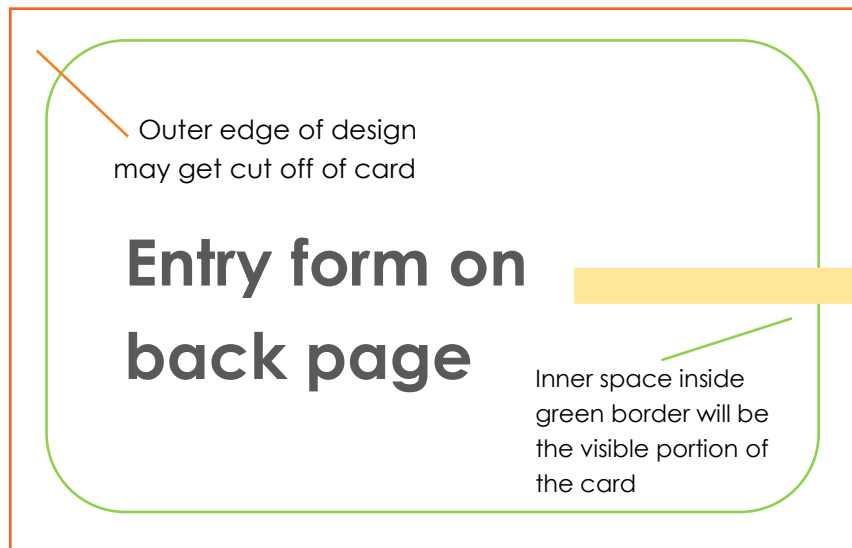 Outer edge of design
may get cut off of card
Entry form on
back page
Inner space inside
green border will be
the visible portion of
the card